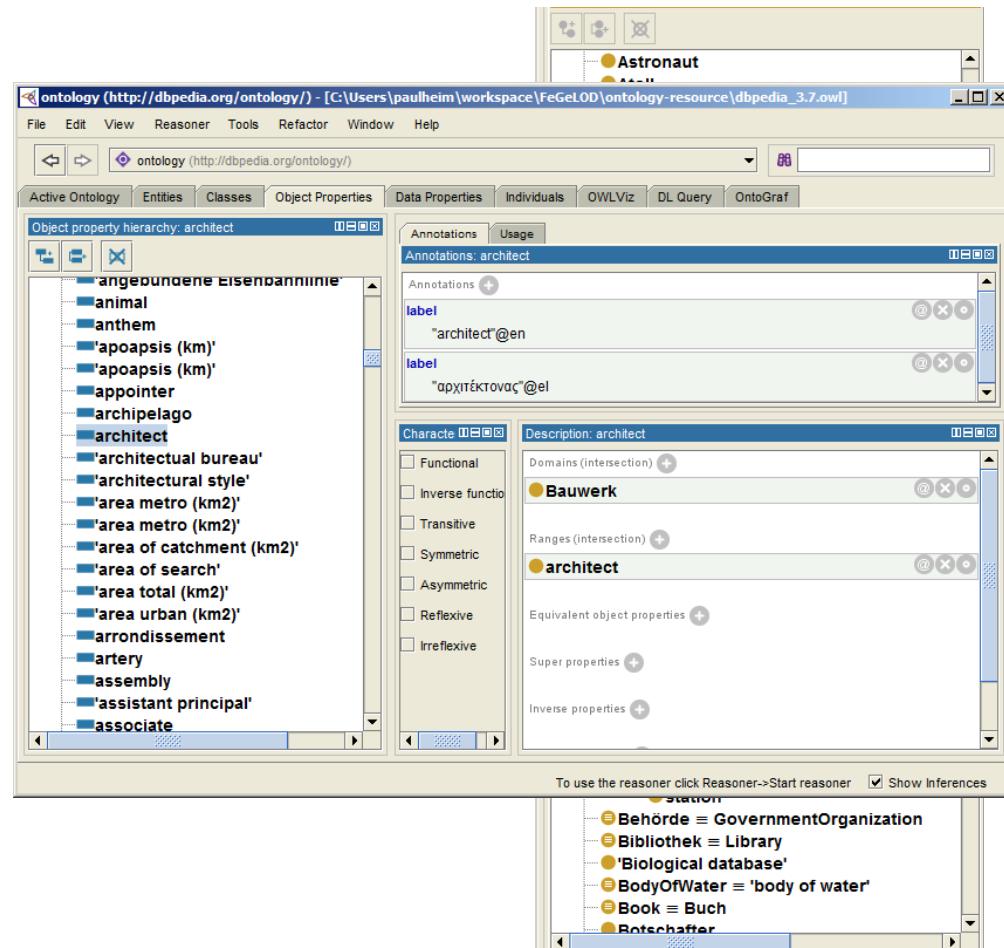 Astronaut
ontology (http://dbpedia.org/ontology/) - [C:\Users\paulheim\workspace\FeGeLOD\ontology-resource\dbpedia_3.7.owl]
File Edit View Reasoner Tools Refactor Window Help
ontology (http://dbpedia.org/ontology/)
Active Ontology Entities Classes Object Properties Data Properties Individuals OWLViz DL Query OntoGraf
Object property hierarchy: architect
'angebundene Eisenbahnlinie'
animal
anthem
'apoapsis (km)'
'apoapsis (km)'
appointer
archipelago
architect
'architectual bureau'
'architectural style'
'area metro (km2)'
'area metro (km2)'
'area of catchment (km2)'
'area of search'
'area total (km2)'
'area urban (km2)'
arrondissement
artery
assembly
'assistant principal'
associate
Annotations Usage
Annotations: architect
Annotations
label
"architect"@en
label
"αρχιτέκτονας"@el
Characte
Functional
Inverse functio
Transitive
Symmetric
Asymmetric
Reflexive
Irreflexive
Description: architect
Domains (intersection)
Bauwerk
Ranges (intersection)
architect
Equivalent object properties
Super properties
Inverse properties
To use the reasoner click Reasoner->Start reasoner Show Inferences
station
Behörde ≡ GovernmentOrganization
Bibliothek ≡ Library
'Biological database'
BodyOfWater ≡ 'body of water'
Book ≡ Buch
Botschafter